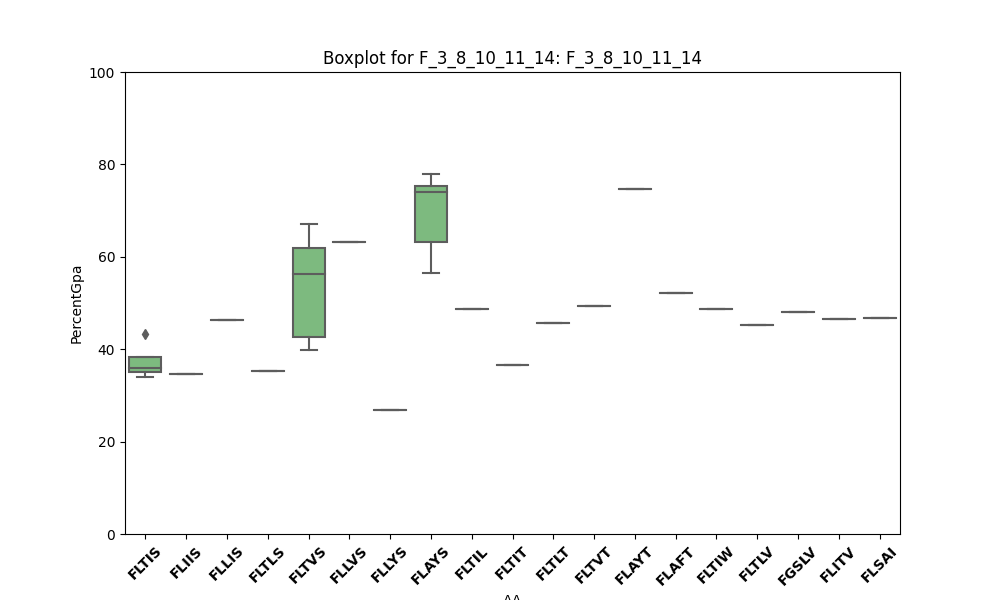 Boxplot for F_3_8_10_11_14: F_3_8_10_11_14
100
80
60
40
20
0
PercentGpa
FLTIS FLIIS FLLIS FLTLS FLTVS FLLVS FLLYS FLAYS FLTIL FLTIT FLTLT FLTVT FLAYT FLAFT FLTIW FLTLV FGSLV FLITV FLSAI
AA